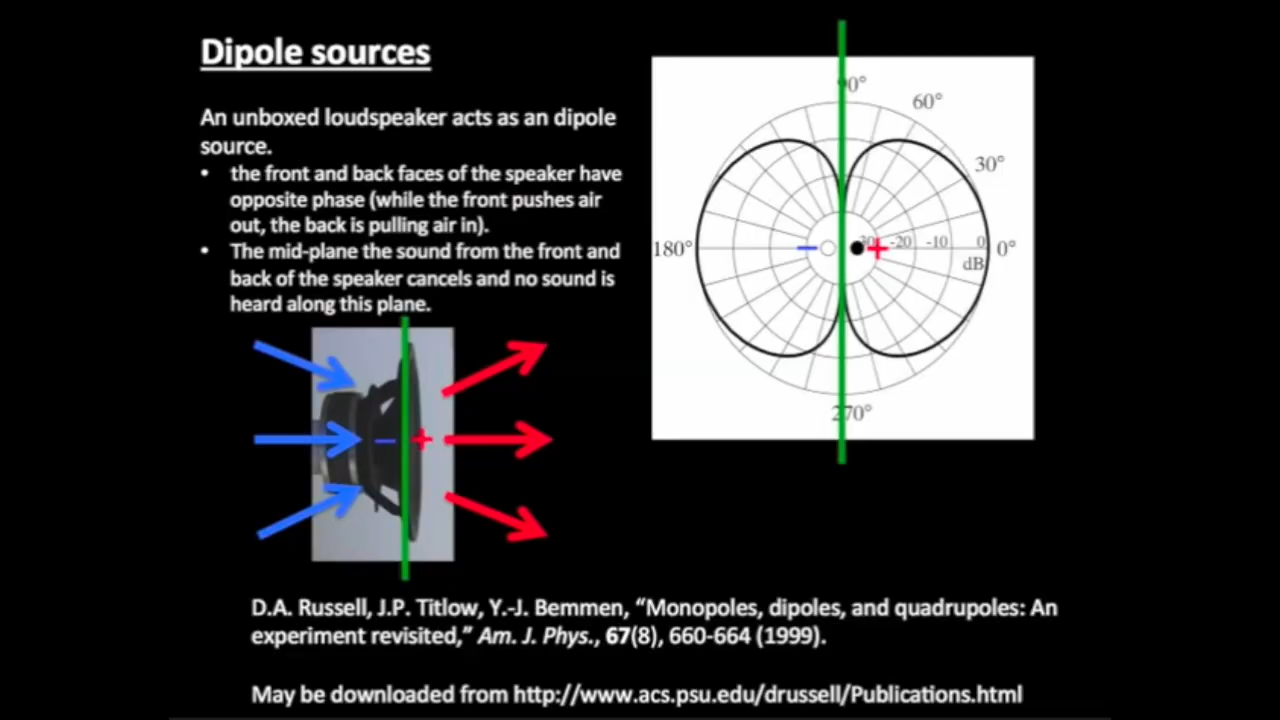 Dipole sources
An unboxed loudspeaker acts as an dipole
source.
• the front and back faces of the speaker have
opposite phase (while the front pushes air
out, the back is pulling air in).
• The mid-plane the sound from the front and
back of the speaker cancels and no sound is
heard along this plane.
− +
90°
60°
30°
180° − + -20 -10 0 0°
dB
270°
D.A. Russell, J.P. Titlow, Y.-J. Bemmen, “Monopoles, dipoles, and quadrupoles: An
experiment revisited,” Am. J. Phys., 67(8), 660-664 (1999).
May be downloaded from http://www.acs.psu.edu/drussell/Publications.html